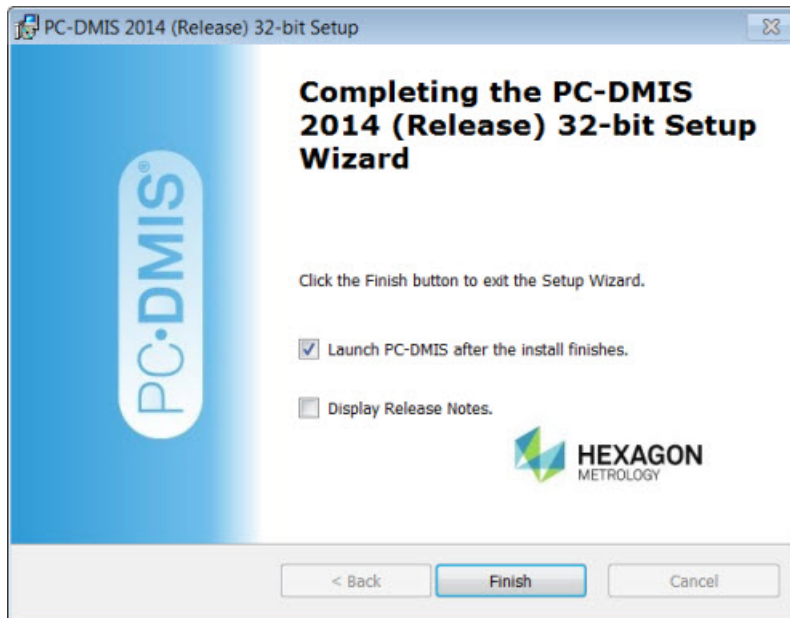 PC-DMIS 2014 (Release) 32-bit Setup
Completing the PC-DMIS
2014 (Release) 32-bit Setup
Wizard
PC•DMIS®
Click the Finish button to exit the Setup Wizard.
Launch PC-DMIS after the install finishes.
Display Release Notes.
HEXAGON
METROLOGY
< Back
Finish
Cancel